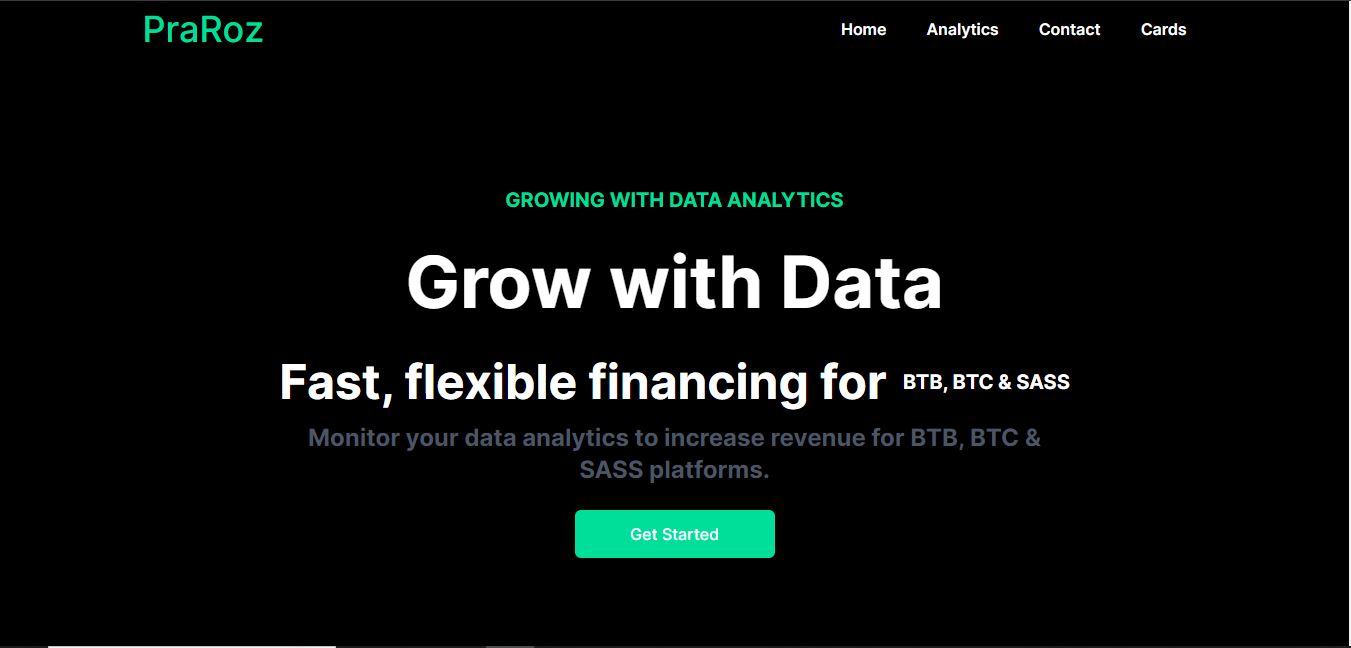 PraRoz
Home Analytics Contact Cards
GROWING WITH DATA ANALYTICS
Grow with Data
Fast, flexible financing for BTB, BTC & SASS
Monitor your data analytics to increase revenue for BTB, BTC &
SASS platforms.
Get Started